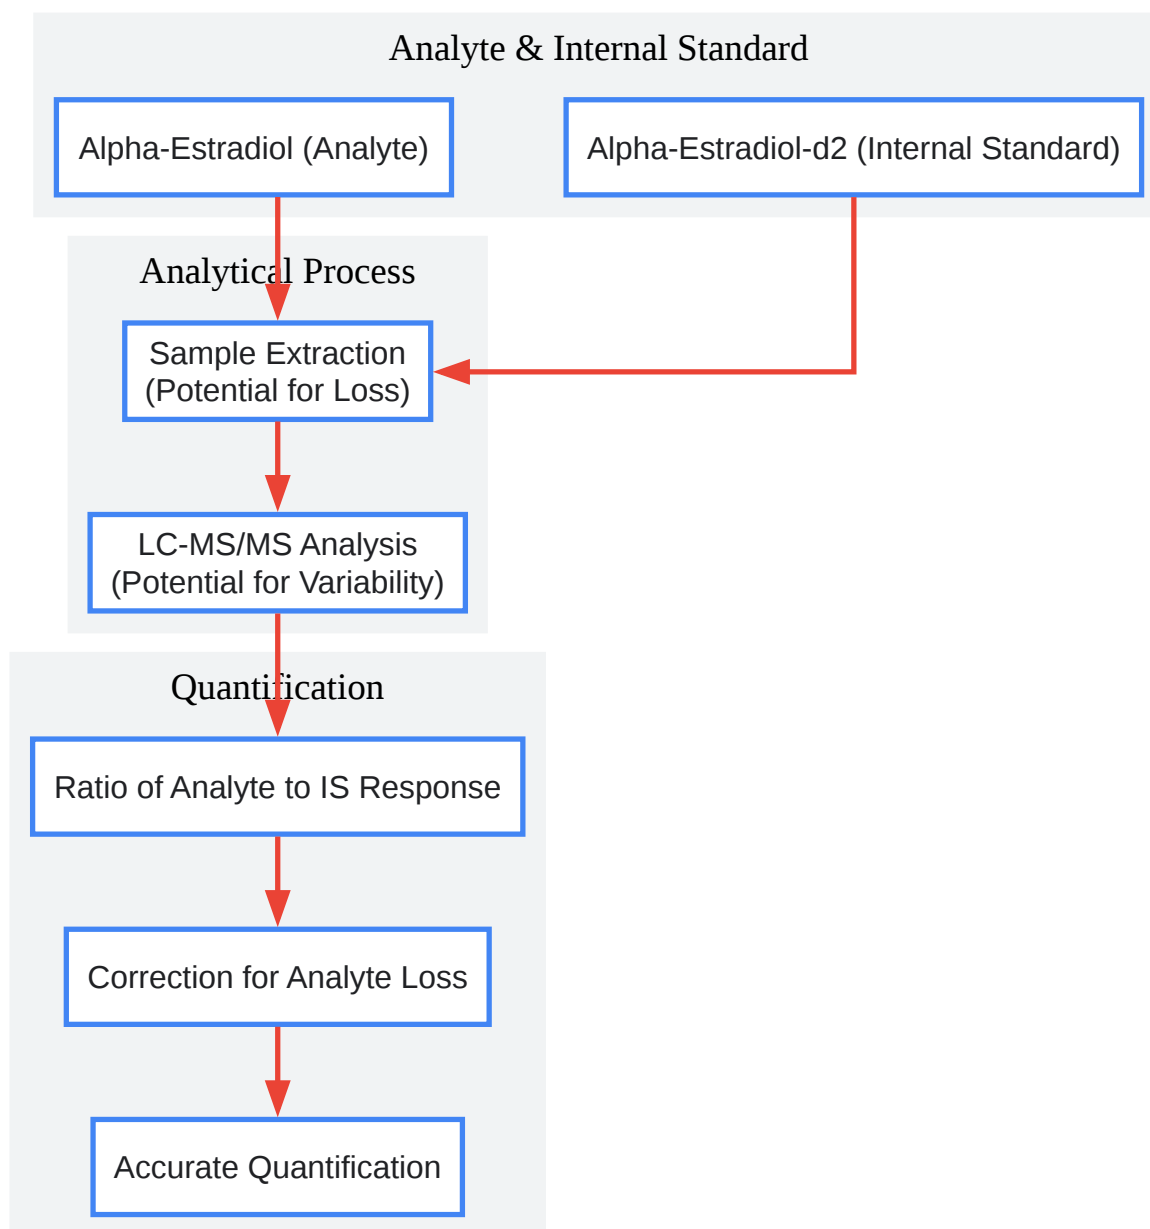 Analyte & Internal Standard
Alpha-Estradiol (Analyte)
Alpha-Estradiol-d2 (Internal Standard)
Analytical Process
Sample Extraction
(Potential for Loss)
LC-MS/MS Analysis
(Potential for Variability)
Quantification
Ratio of Analyte to IS Response
Correction for Analyte Loss
Accurate Quantification